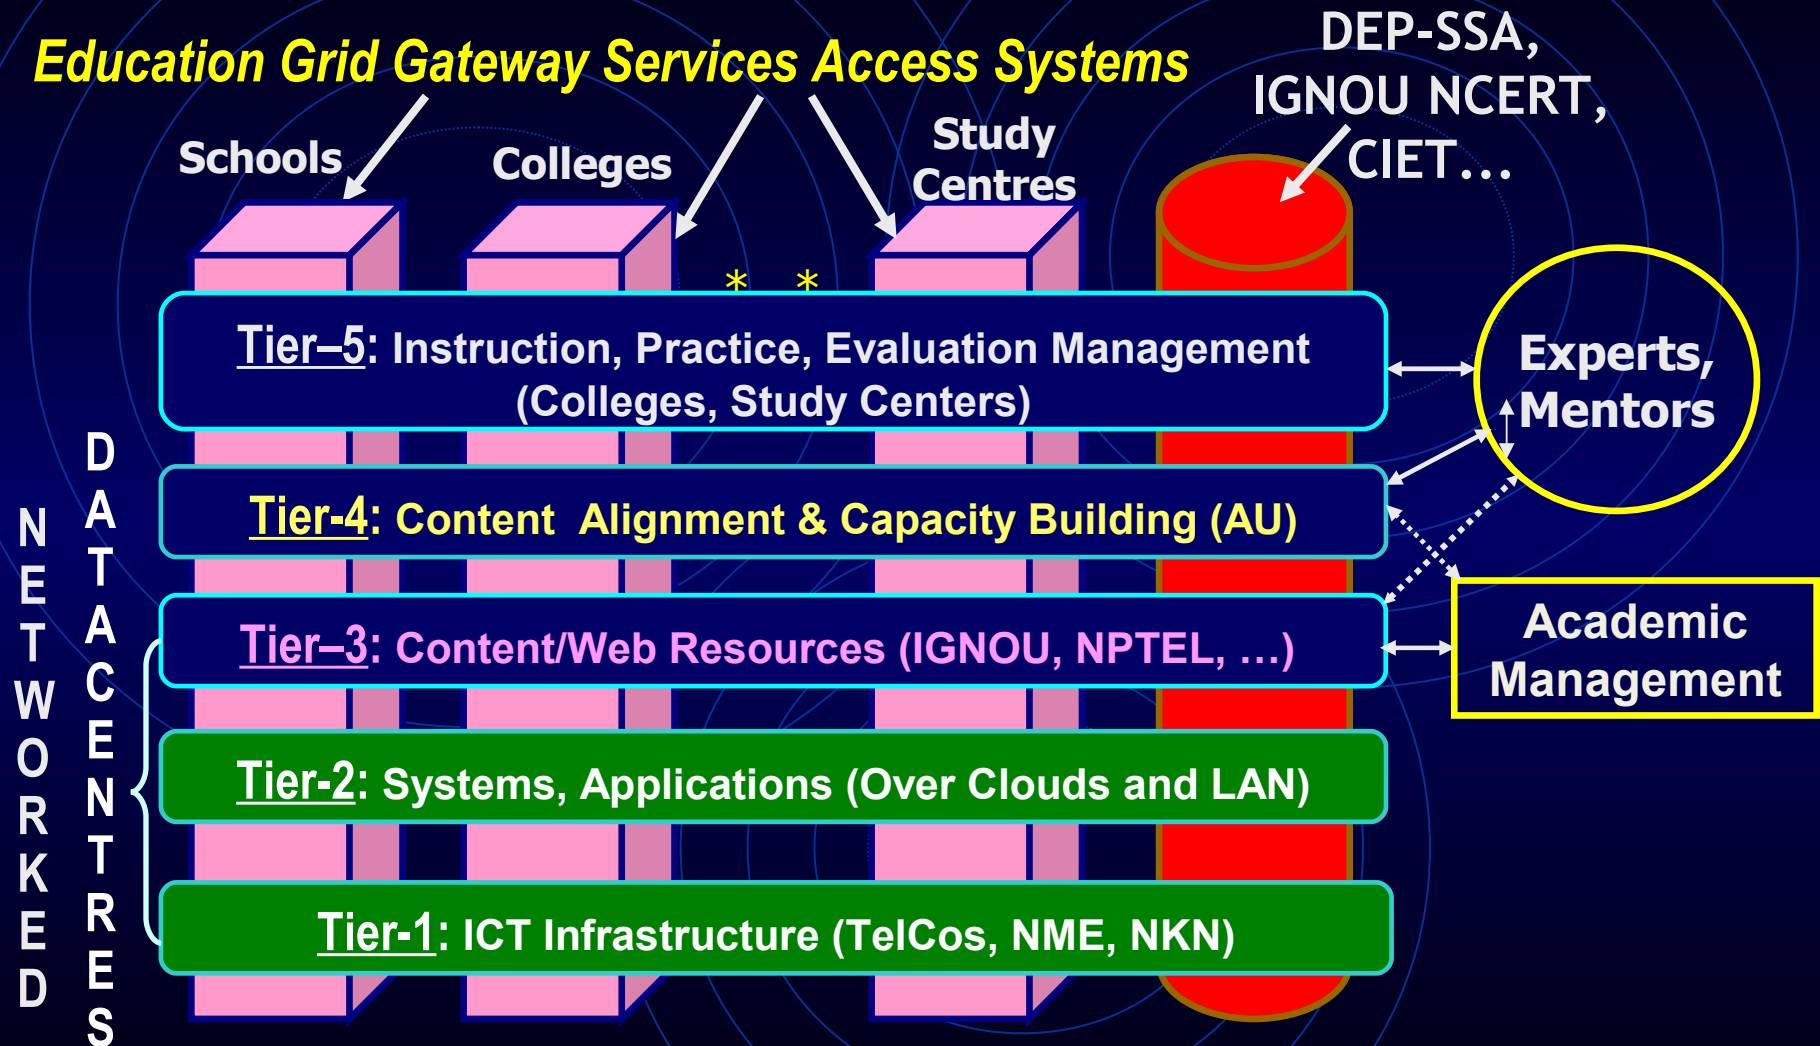 Education Grid Gateway Services Access Systems
DEP-SSA,
IGNOU NCERT,
CIET...
Schools
Colleges
Study
Centres
* *
Tier–5: Instruction, Practice, Evaluation Management
(Colleges, Study Centers)
Experts,
Mentors
Tier-4: Content Alignment & Capacity Building (AU)
Tier–3: Content/Web Resources (IGNOU, NPTEL, …)
Academic
Management
Tier-2: Systems, Applications (Over Clouds and LAN)
Tier-1: ICT Infrastructure (TelCos, NME, NKN)
NETWORKED
DATACENTRES